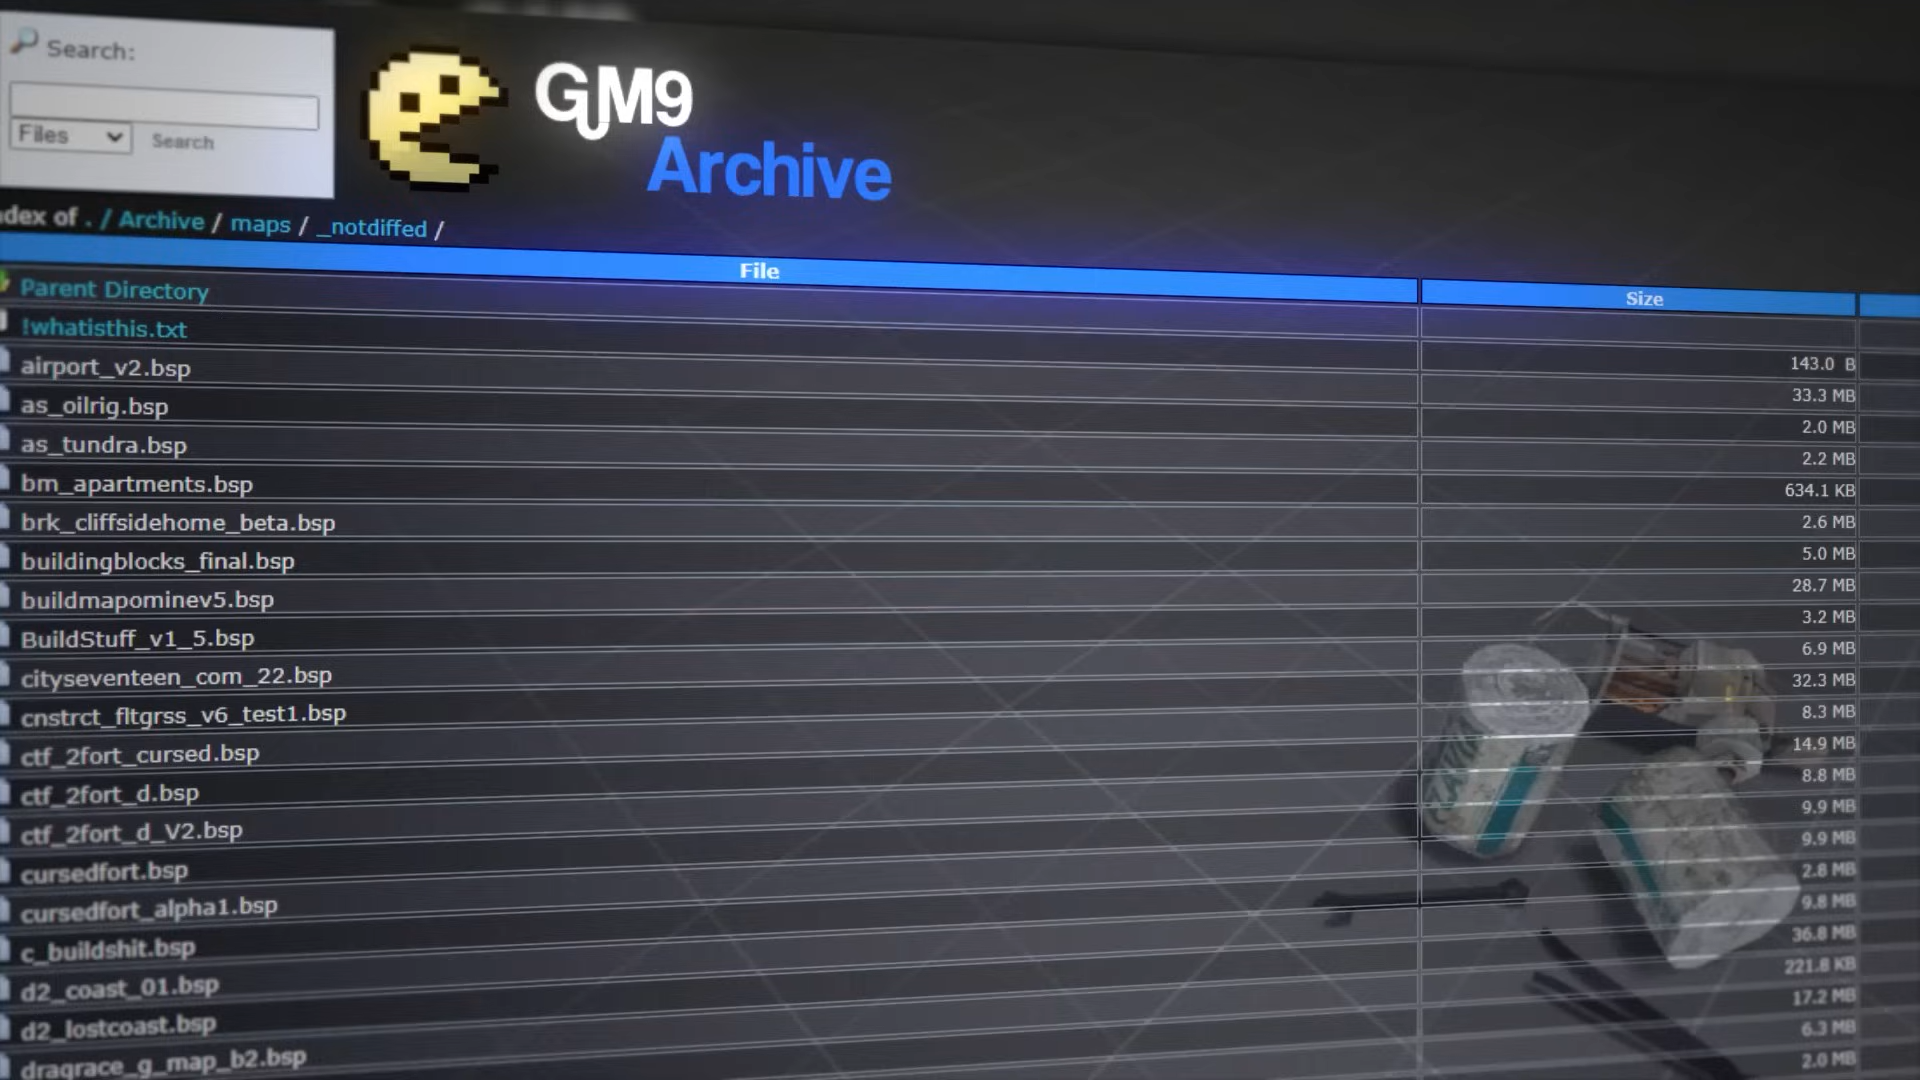 Search:
Files
Search
GM9
Archive
ndex of . / Archive / maps / _notdiffed /
File
Size
Parent Directory
!whatisthis.txt
143.0 B
airport_v2.bsp
33.3 MB
as_oilrig.bsp
2.0 MB
as_tundra.bsp
2.2 MB
bm_apartments.bsp
634.1 KB
brk_cliffsidehome_beta.bsp
2.6 MB
buildingblocks_final.bsp
5.0 MB
buildmapominev5.bsp
28.7 MB
BuildStuff_v1_5.bsp
3.2 MB
cityseventeen_com_22.bsp
6.9 MB
cnstrct_fltgrss_v6_test1.bsp
32.3 MB
ctf_2fort_cursed.bsp
8.3 MB
ctf_2fort_d.bsp
14.9 MB
ctf_2fort_d_V2.bsp
8.8 MB
cursedfort.bsp
9.9 MB
cursedfort_alpha1.bsp
9.9 MB
c_buildshit.bsp
2.8 MB
d2_coast_01.bsp
9.8 MB
d2_lostcoast.bsp
36.8 MB
dragrace_g_map_b2.bsp
221.8 KB
17.2 MB
6.3 MB
2.0 MB